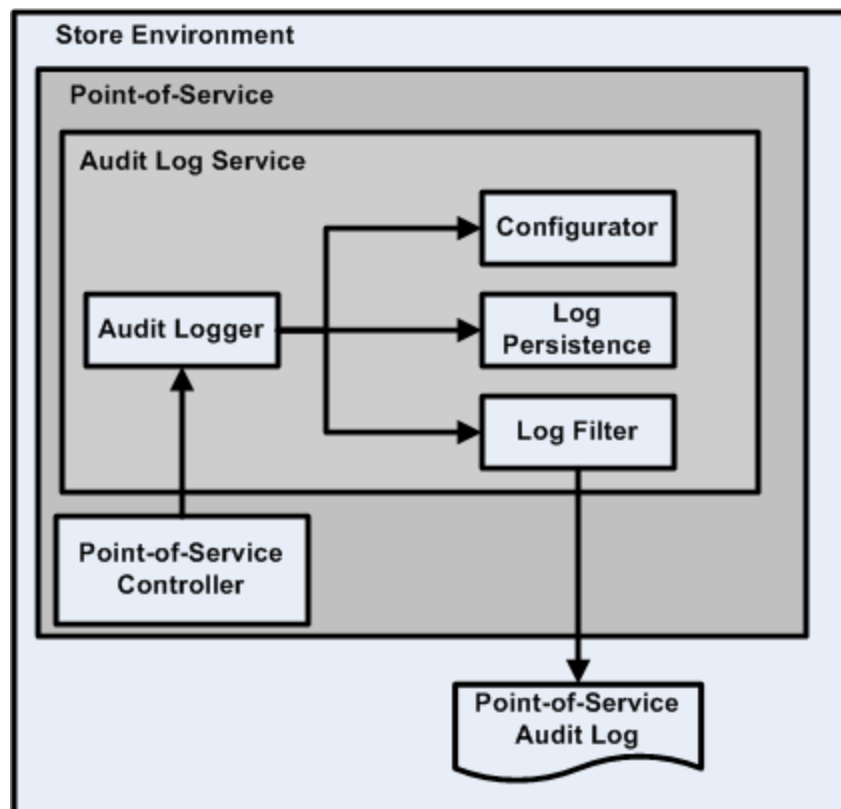 Store Environment
Point-of-Service
Audit Log Service
Configurator
Audit Logger
Log
Persistence
Log Filter
Point-of-Service
Controller
Point-of-Service
Audit Log